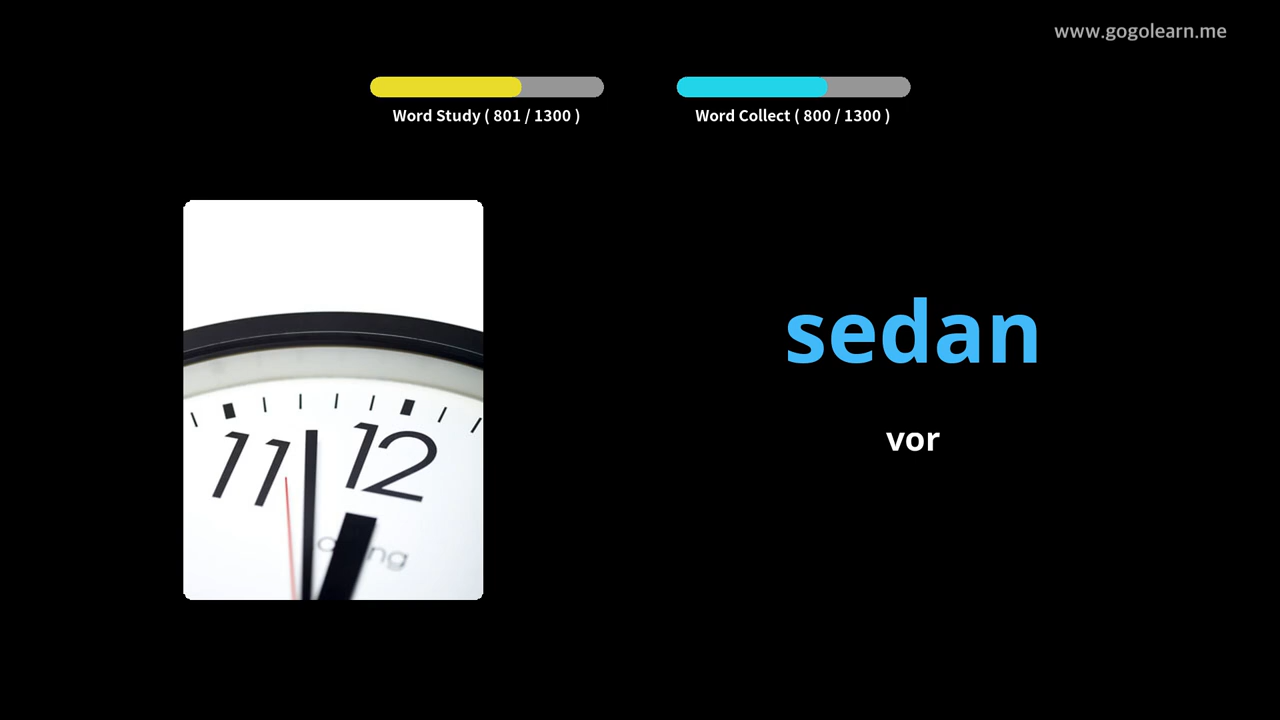 www.gogolearn.me
Word Study ( 801 / 1300 )
Word Collect ( 800 / 1300 )
11
12
sedan
vor